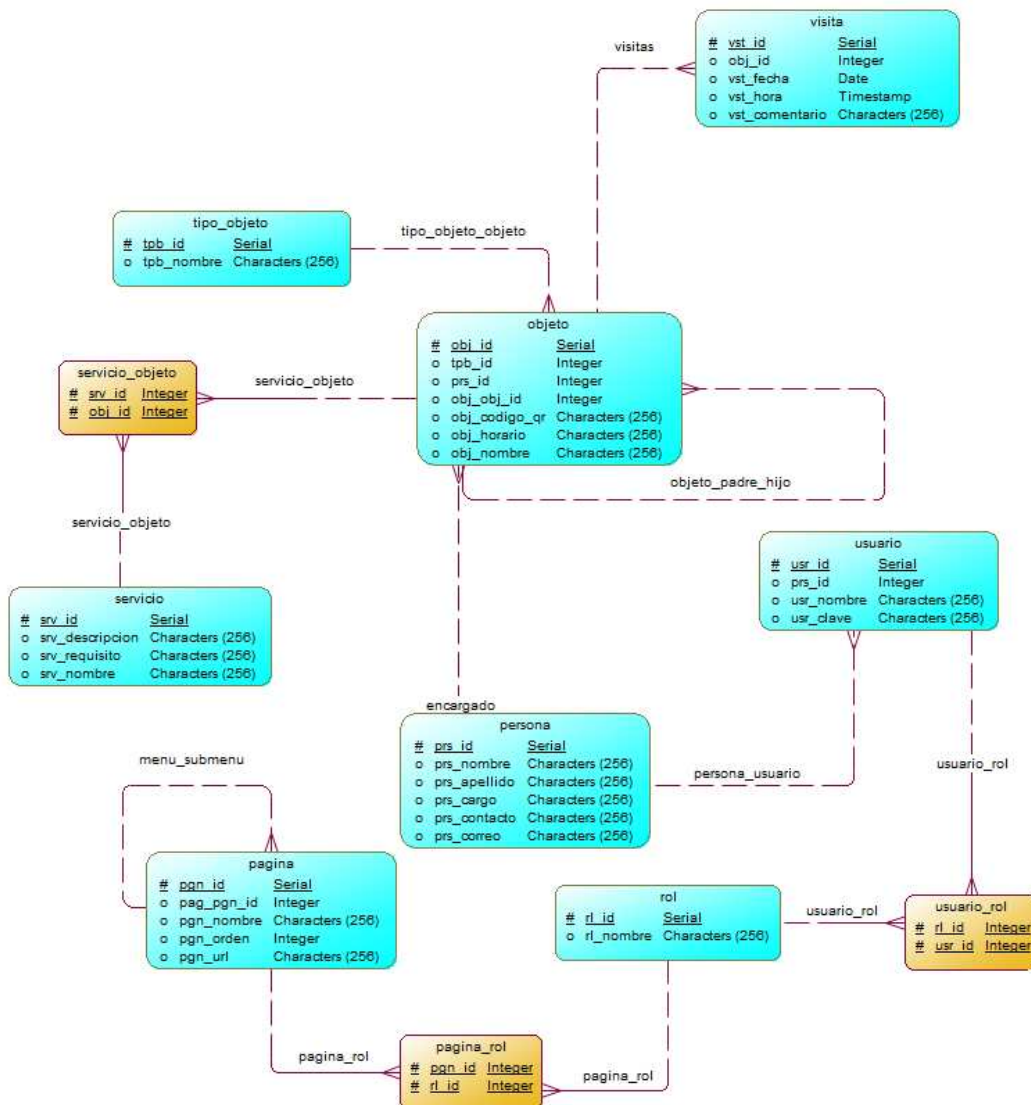 visita
# vst_id Serial
o obj_id Integer
o vst_fecha Date
o vst_hora Timestamp
o vst_comentario Characters (256)
visitas
tipo_objeto
# tpb_id Serial
o tpb_nombre Characters (256)
tipo_objeto_objeto
objeto
# obj_id Serial
o tpb_id Integer
o prs_id Integer
o obj_obj_id Integer
o obj_codigo_qr Characters (256)
o obj_horario Characters (256)
o obj_nombre Characters (256)
servicio_objeto
# srv_id Integer
# obj_id Integer
servicio_objeto
objeto_padre_hijo
servicio_objeto
servicio
# srv_id Serial
o srv_descripcion Characters (256)
o srv_requisito Characters (256)
o srv_nombre Characters (256)
usuario
# usr_id Serial
o prs_id Integer
o usr_nombre Characters (256)
o usr_clave Characters (256)
encargado
persona
# prs_id Serial
o prs_nombre Characters (256)
o prs_apellido Characters (256)
o prs_cargo Characters (256)
o prs_contacto Characters (256)
o prs_correo Characters (256)
persona_usuario
usuario_rol
menu_submenu
pagina
# pgn_id Serial
o pag_pgn_id Integer
o pgn_nombre Characters (256)
o pgn_orden Integer
o pgn_url Characters (256)
rol
# rl_id Serial
o rl_nombre Characters (256)
usuario_rol
usuario_rol
# rl_id Integer
# usr_id Integer
pagina_rol
pagina_rol
# pgn_id Integer
# rl_id Integer
pagina_rol